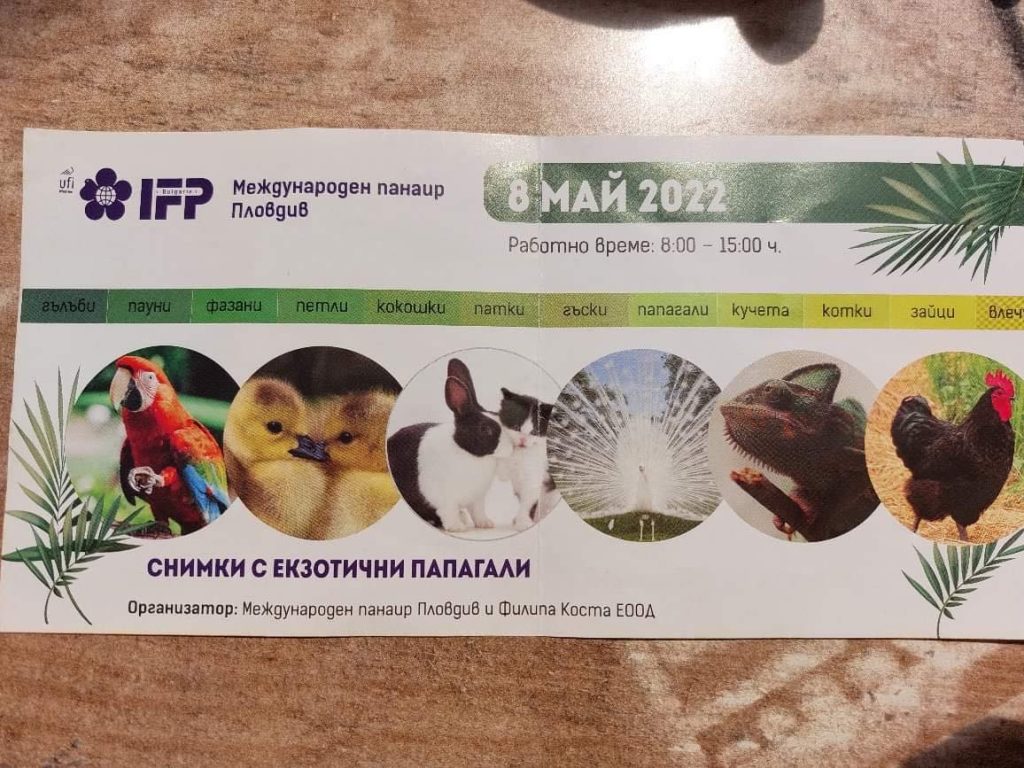 ufi
IFP
Bulgaria
Международен панаир
Пловдив
8 МАЙ 2022
Работно време: 8:00 – 15:00 ч.
гълъби пауни фазани петли кокошки патки гъски папагали кучета котки зайци влечу
СНИМКИ С ЕКЗОТИЧНИ ПАПАГАЛИ
Организатор: Международен панаир Пловдив и Филипа Коста ЕООД